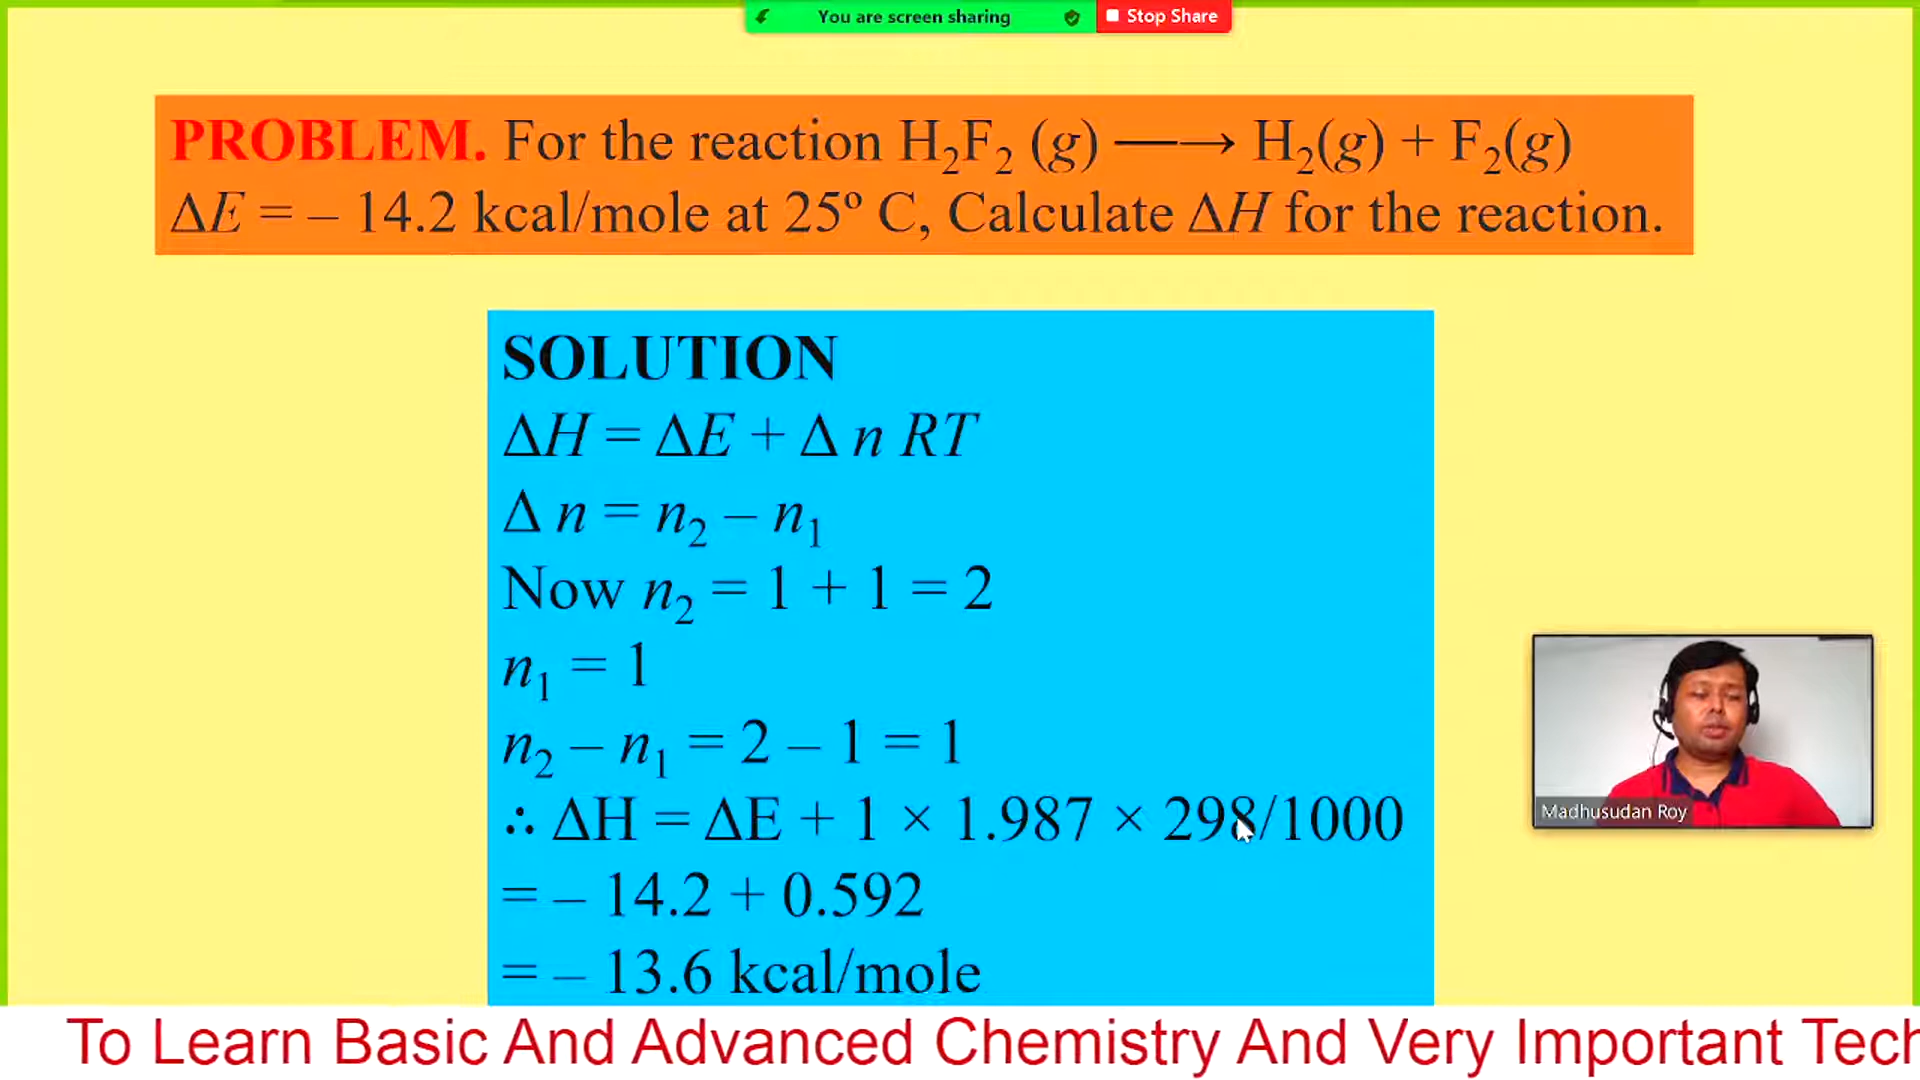 You are screen sharing
Stop Share
PROBLEM. For the reaction H₂F₂ (g) ⟶ H₂(g) + F₂(g)
ΔE = – 14.2 kcal/mole at 25º C, Calculate ΔH for the reaction.
SOLUTION
ΔH = ΔE + Δ n RT
Δ n = n₂ – n₁
Now n₂ = 1 + 1 = 2
n₁ = 1
n₂ – n₁ = 2 – 1 = 1
∴ ΔH = ΔE + 1 × 1.987 × 298/1000
= – 14.2 + 0.592
= – 13.6 kcal/mole
Madhusudan Roy
To Learn Basic And Advanced Chemistry And Very Important Tech